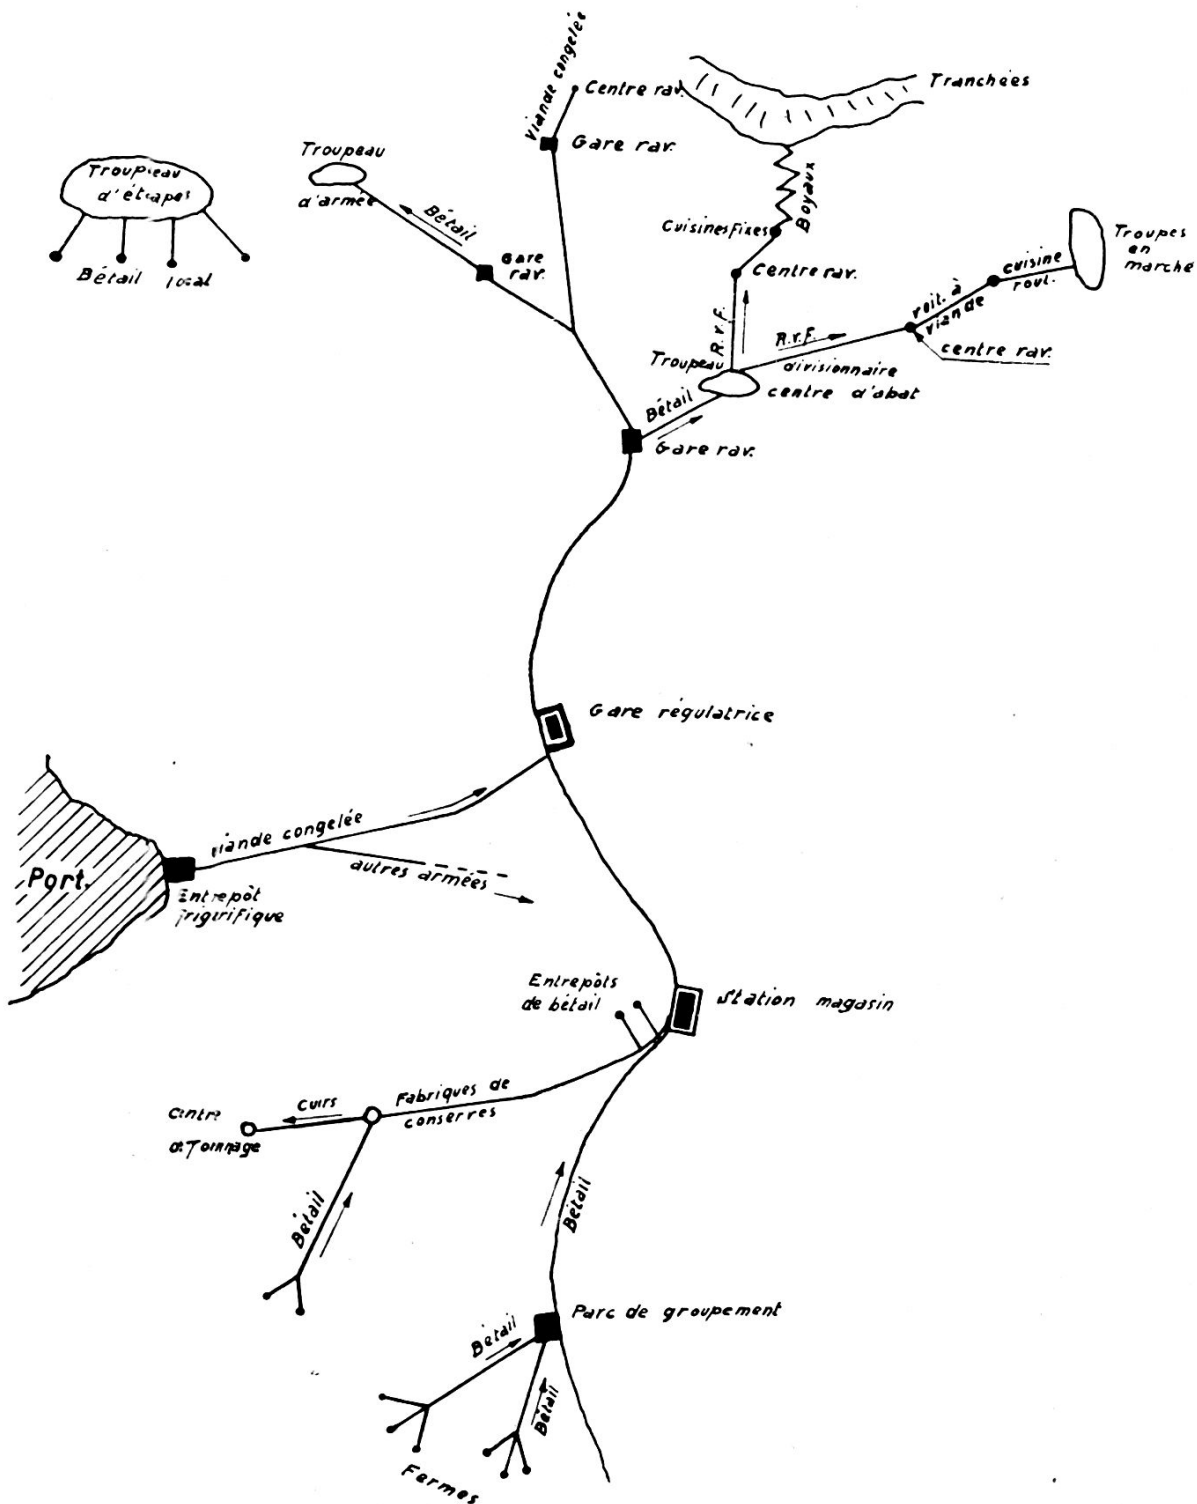 Viande congelée
Centre rav.
Tranchées
Gare rav.
Troupeau
d'armée
Troupeau
d'étapes
Bétail local
Bétail
Gare
rav.
Boyaux
Cuisines Fixes
Centre rav.
Troupes
en
marche
cuisine
roul.
voit. à
viande
centre rav.
R.v.F.
R.v.F.
Troupeau divisionnaire
centre d'abat
Bétail
Gare rav.
Gare régulatrice
viande congelée
autres armées
Port.
Entrepôt
frigirifique
Entrepôts
de bétail
Station magasin
Fabriques de
conserves
cuirs
Centre
Bétail
Bétail
Parc de groupement
Bétail
Bétail
Fermes